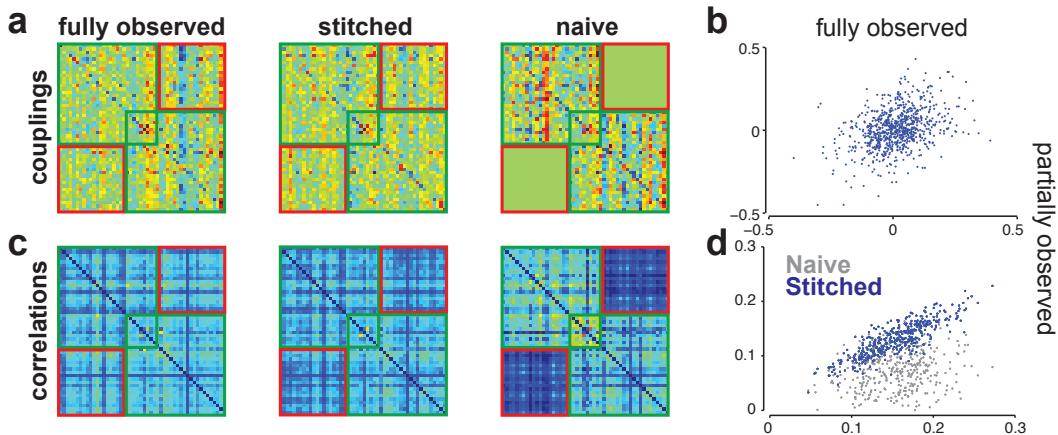 a
fully observed
stitched
naive
couplings
b
fully observed
0.5
0
−0.5
−0.5
0
0.5
partially observed
c
correlations
d
0.3
0.2
0.1
0
Naive
Stitched
0
0.1
0.2
0.3